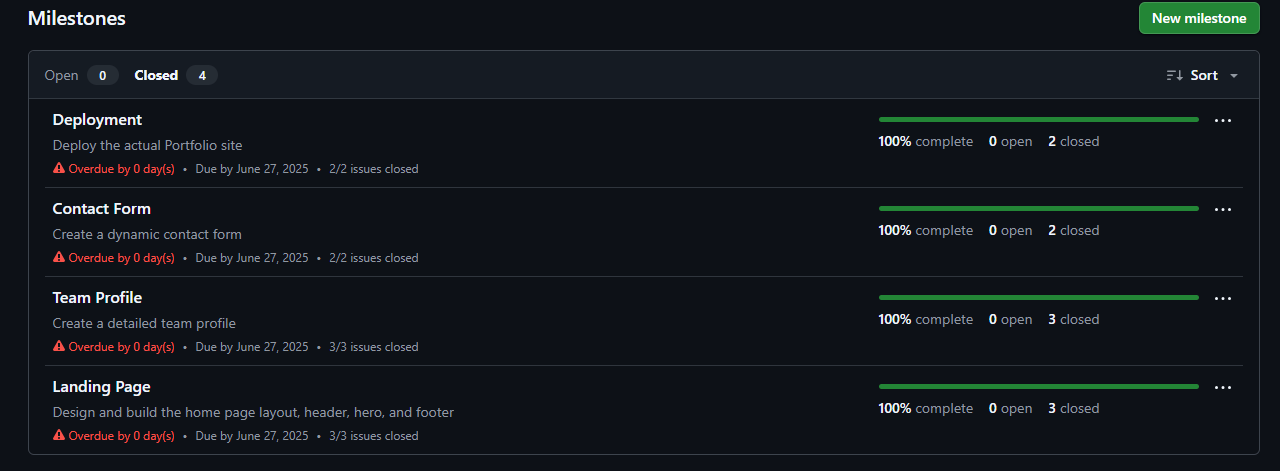 Milestones
New milestone
Open 0 Closed 4 Sort
Deployment
Deploy the actual Portfolio site
100% complete 0 open 2 closed
Overdue by 0 day(s) • Due by June 27, 2025 • 2/2 issues closed
Contact Form
Create a dynamic contact form
100% complete 0 open 2 closed
Overdue by 0 day(s) • Due by June 27, 2025 • 2/2 issues closed
Team Profile
Create a detailed team profile
100% complete 0 open 3 closed
Overdue by 0 day(s) • Due by June 27, 2025 • 3/3 issues closed
Landing Page
Design and build the home page layout, header, hero, and footer
100% complete 0 open 3 closed
Overdue by 0 day(s) • Due by June 27, 2025 • 3/3 issues closed